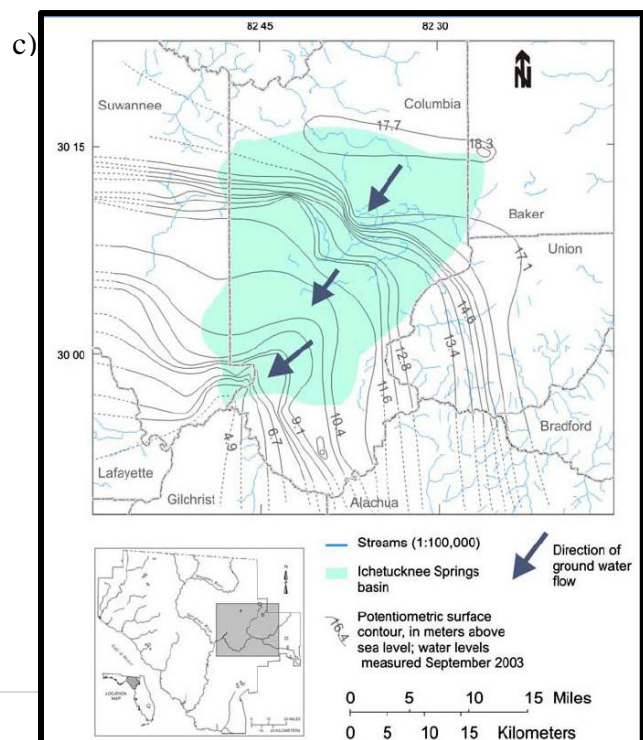 c)
82 45 82 30
N
Suwannee Columbia
17.7
30 15
18.3
Baker
Union
17.1
14.6
13.4
30 00
12.8
11.6
10.4
9.1
6.7
4.9
Bradford
Lafayette
Gilchrist Alachua
Streams (1:100,000)
Ichetucknee Springs
basin
Direction of
ground water
flow
16.4
Potentiometric surface
contour, in meters above
sea level; water levels
measured September 2003
LOCATION
MAP
0 5 10 15 Miles
0 5 10 15 Kilometers